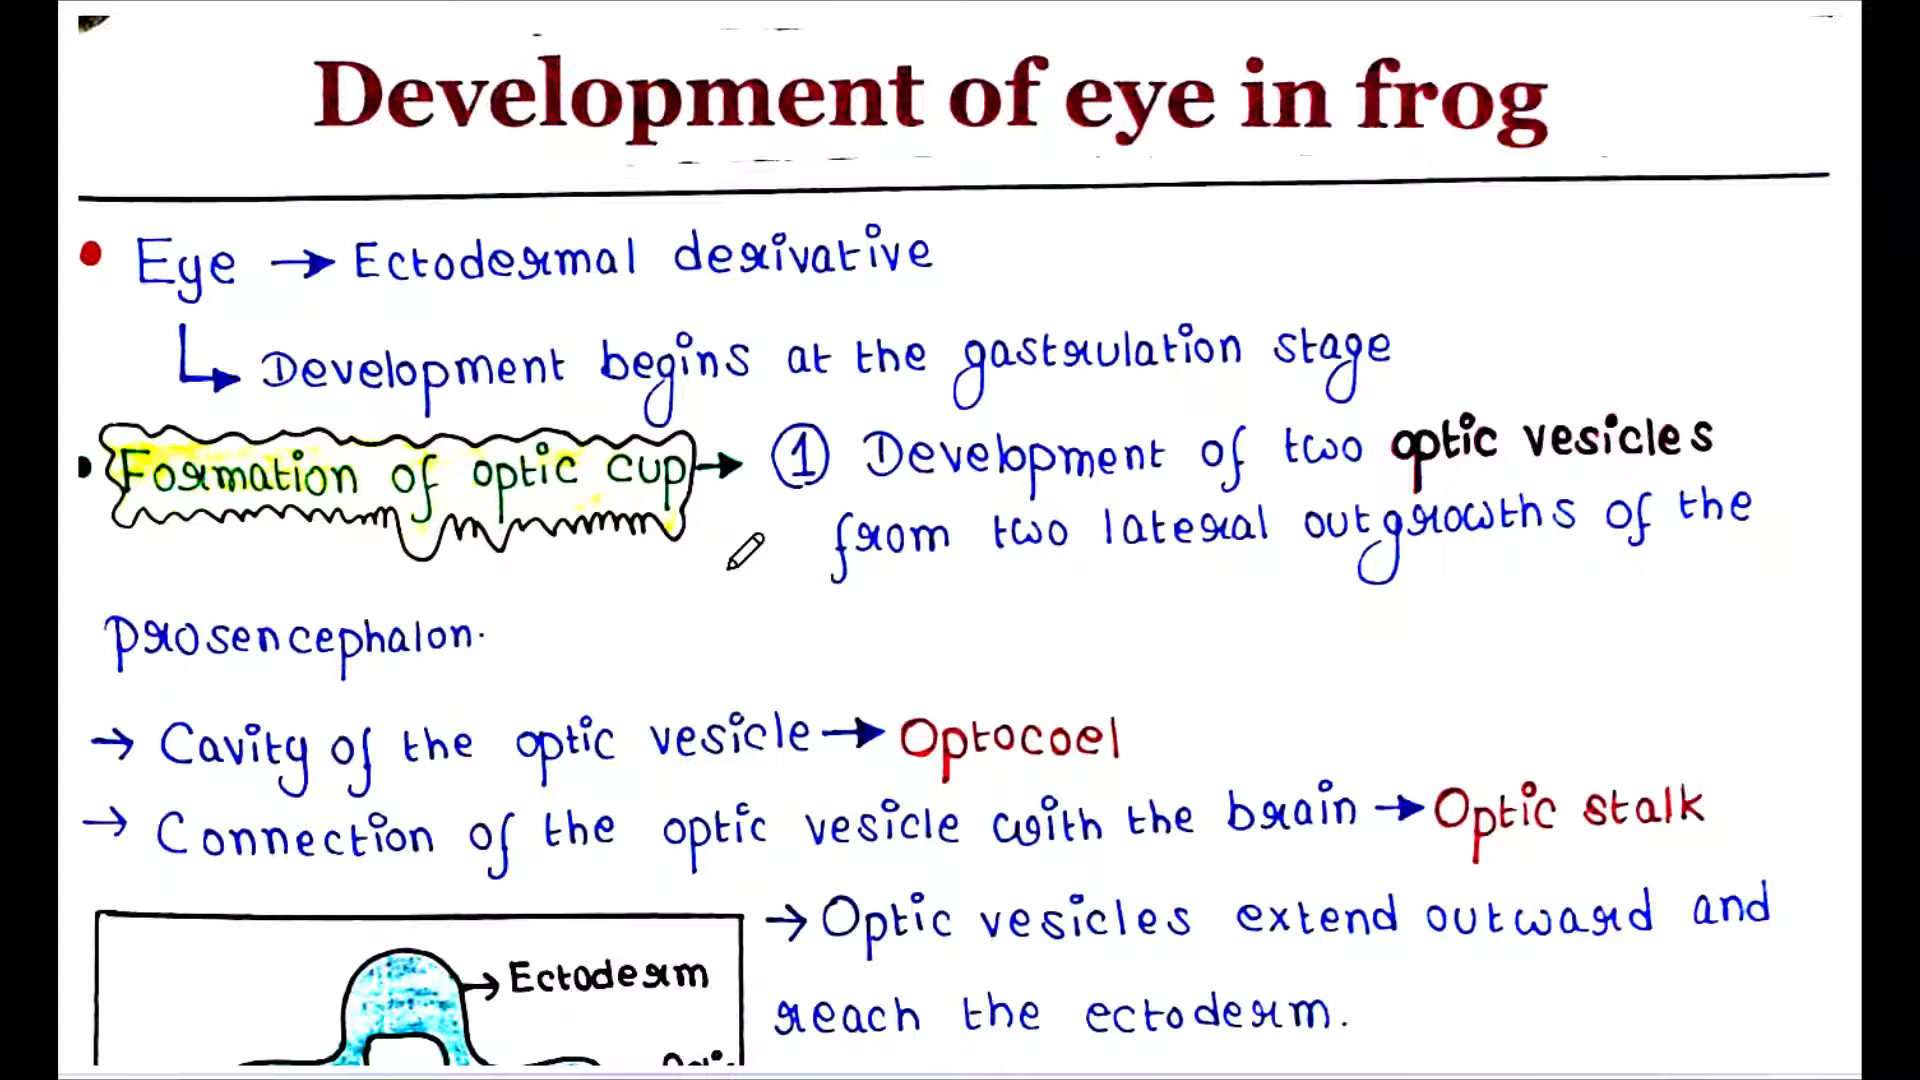 Development of eye in frog
• Eye → Ectodermal derivative
↳ Development begins at the gastrulation stage
• Formation of optic cup → ① Development of two optic vesicles
from two lateral outgrowths of the
prosencephalon.
→ Cavity of the optic vesicle → Optocoel
→ Connection of the optic vesicle with the brain → Optic stalk
→ Optic vesicles extend outward and
reach the ectoderm.
→ Ectoderm